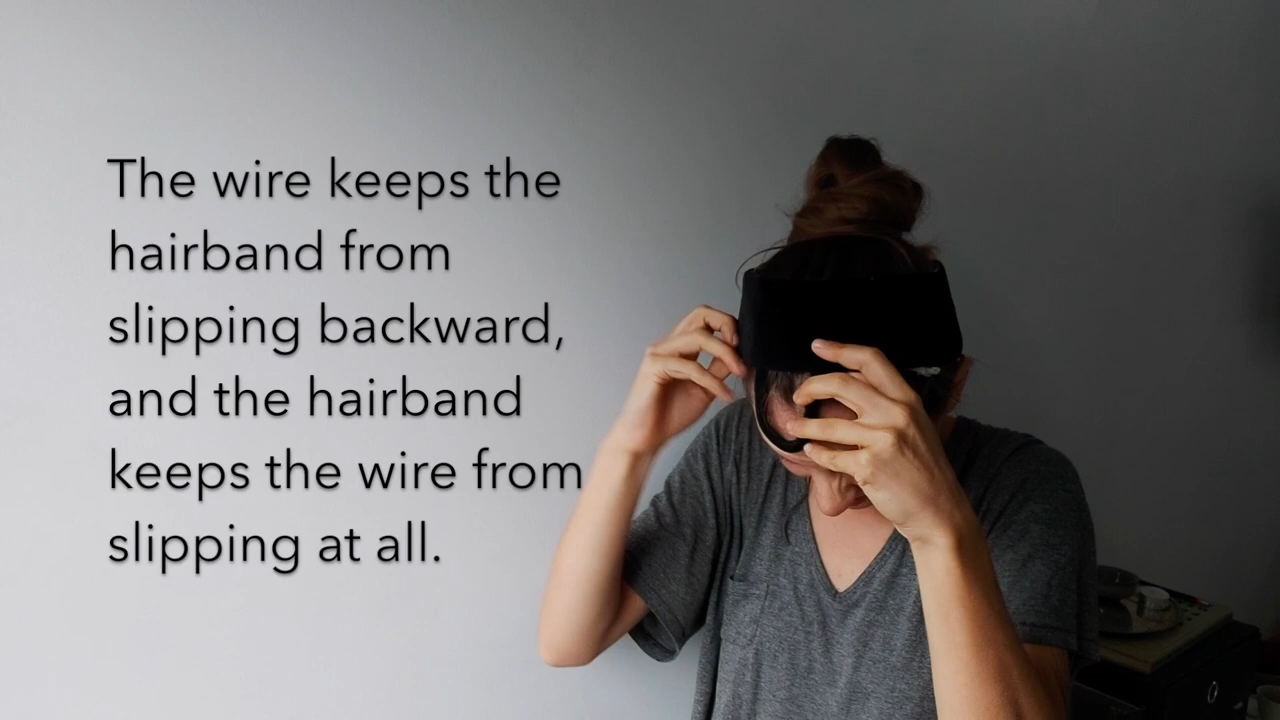 The wire keeps the
hairband from
slipping backward,
and the hairband
keeps the wire from
slipping at all.